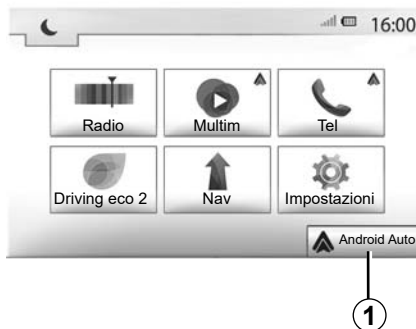 16:00
Radio Multim Tel
Driving eco 2 Nav Impostazioni
Android Auto
1